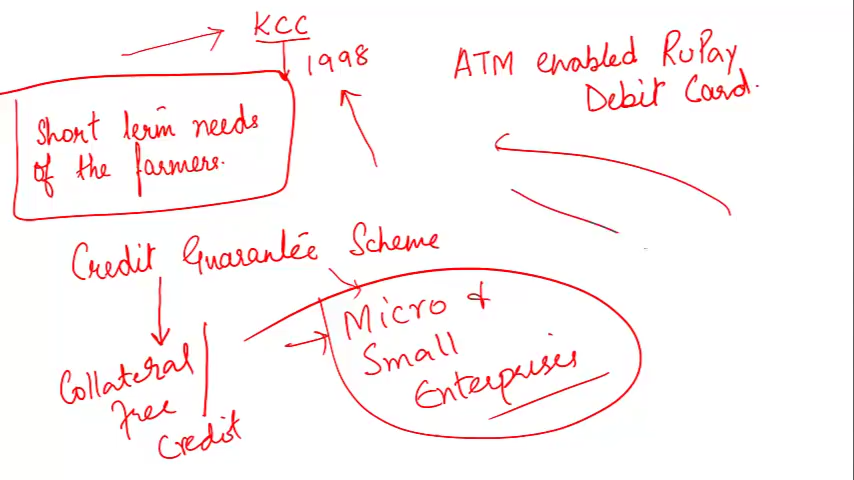 KCC
1998
ATM enabled RuPay
Debit Card.
Short term needs
of the farmers.
Credit Guarantee Scheme
Collateral
free
Credit
Micro &
Small
Enterprises